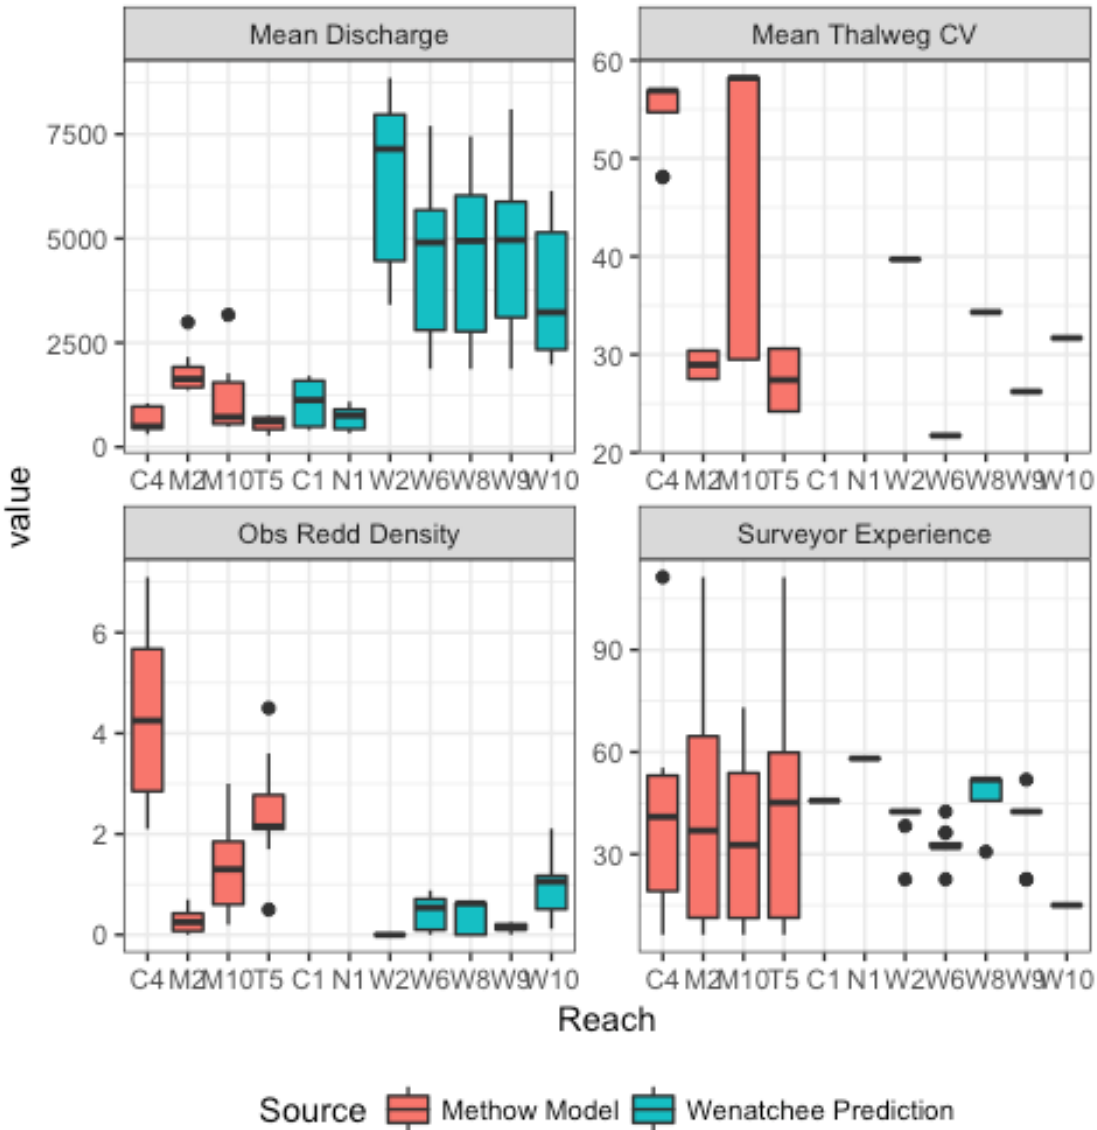 Mean Discharge
Mean Thalweg CV
7500
5000
2500
0
60
50
40
30
20
C4 M2 M10 T5 C1 N1 W2 W6 W8 W9 W10
C4 M2 M10 T5 C1 N1 W2 W6 W8 W9 W10
value
Obs Redd Density
Surveyor Experience
6
4
2
0
90
60
30
C4 M2 M10 T5 C1 N1 W2 W6 W8 W9 W10
C4 M2 M10 T5 C1 N1 W2 W6 W8 W9 W10
Reach
Source Methow Model Wenatchee Prediction